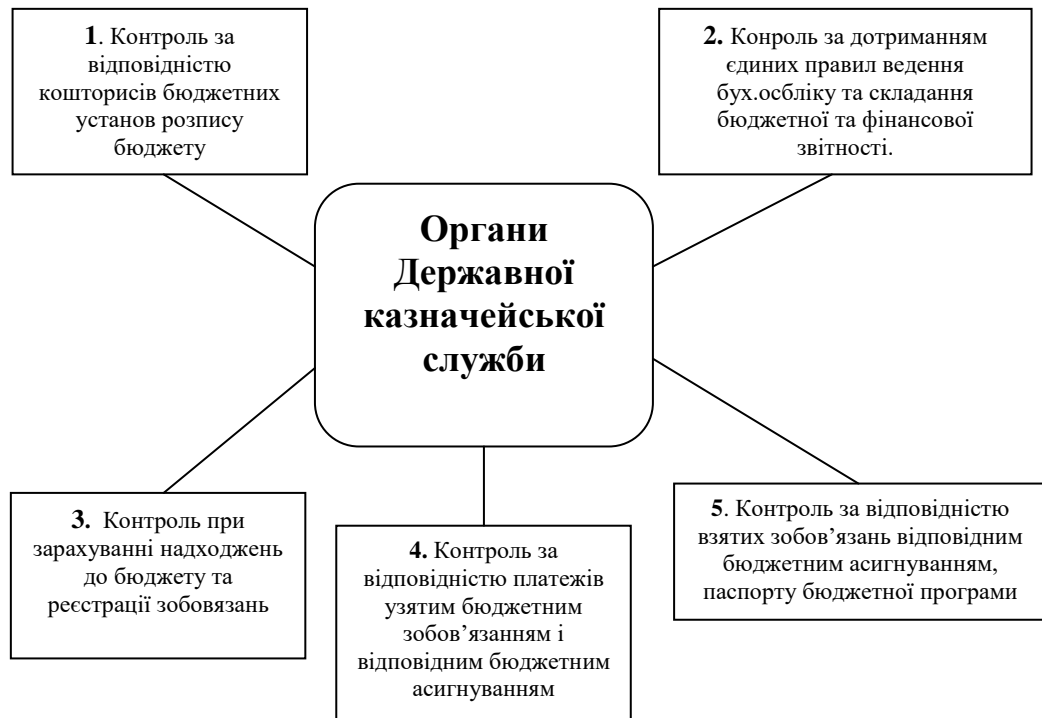 1. Контроль за
відповідністю
кошторисів бюджетних
установ розпису
бюджету
2. Конроль за дотриманням
єдиних правил ведення
бух.осбліку та складання
бюджетної та фінансової
звітності.
Органи
Державної
казначейської
служби
3. Контроль при
зарахуванні надходжень
до бюджету та
реєстрації зобовязань
4. Контроль за
відповідністю платежів
узятим бюджетним
зобов’язанням і
відповідним бюджетним
асигнуванням
5. Контроль за відповідністю
взятих зобов’язань відповідним
бюджетним асигнуванням,
паспорту бюджетної програми